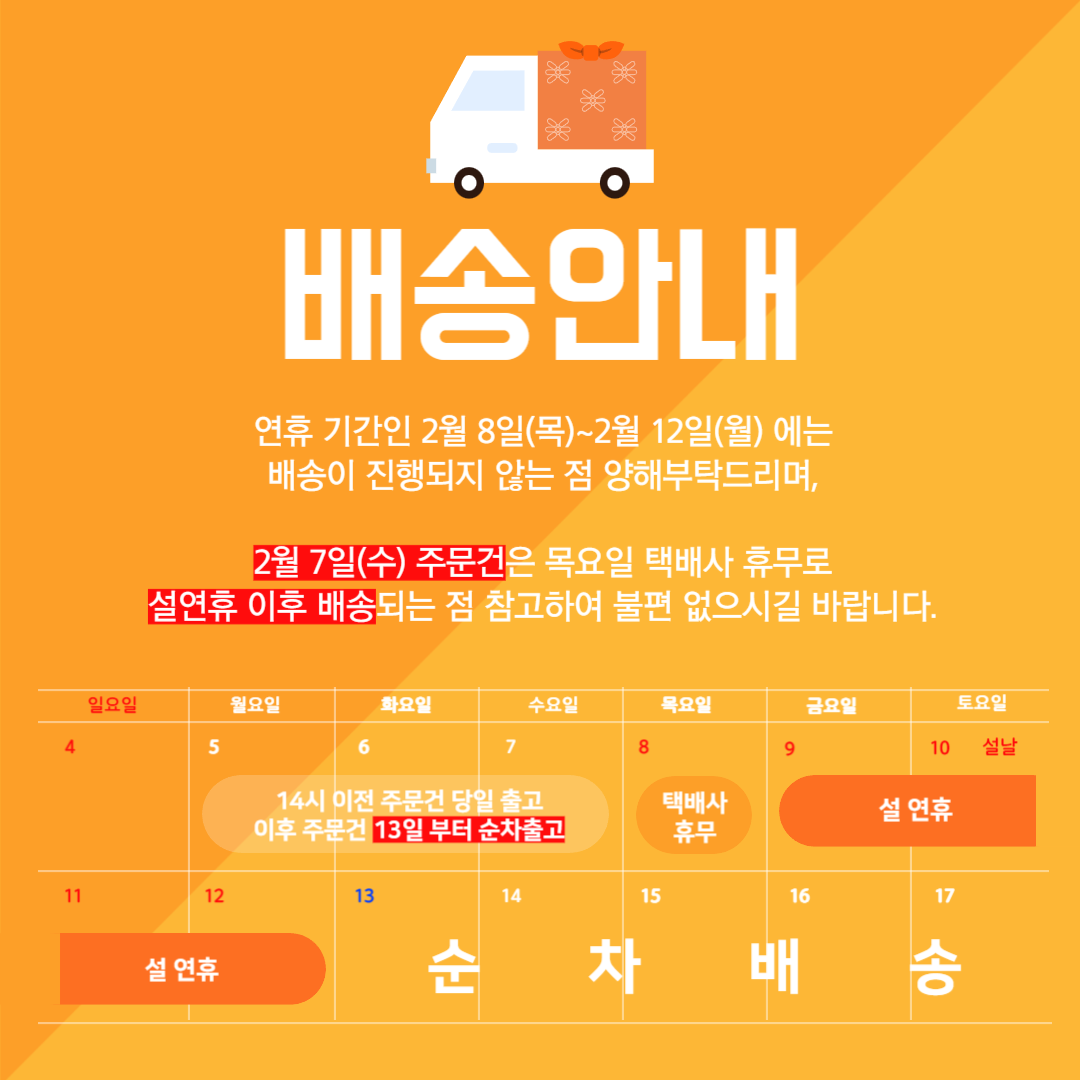 배송안내
연휴 기간인 2월 8일(목)~2월 12일(월) 에는
배송이 진행되지 않는 점 양해부탁드리며,
2월 7일(수) 주문건은 목요일 택배사 휴무로
설연휴 이후 배송되는 점 참고하여 불편 없으시길 바랍니다.
일요일 월요일 화요일 수요일 목요일 금요일 토요일
4 5 6 7 8 9 10 설날
14시 이전 주문건 당일 출고
이후 주문건 13일 부터 순차출고
택배사
휴무
설 연휴
11 12 13 14 15 16 17
설 연휴
순 차 배 송